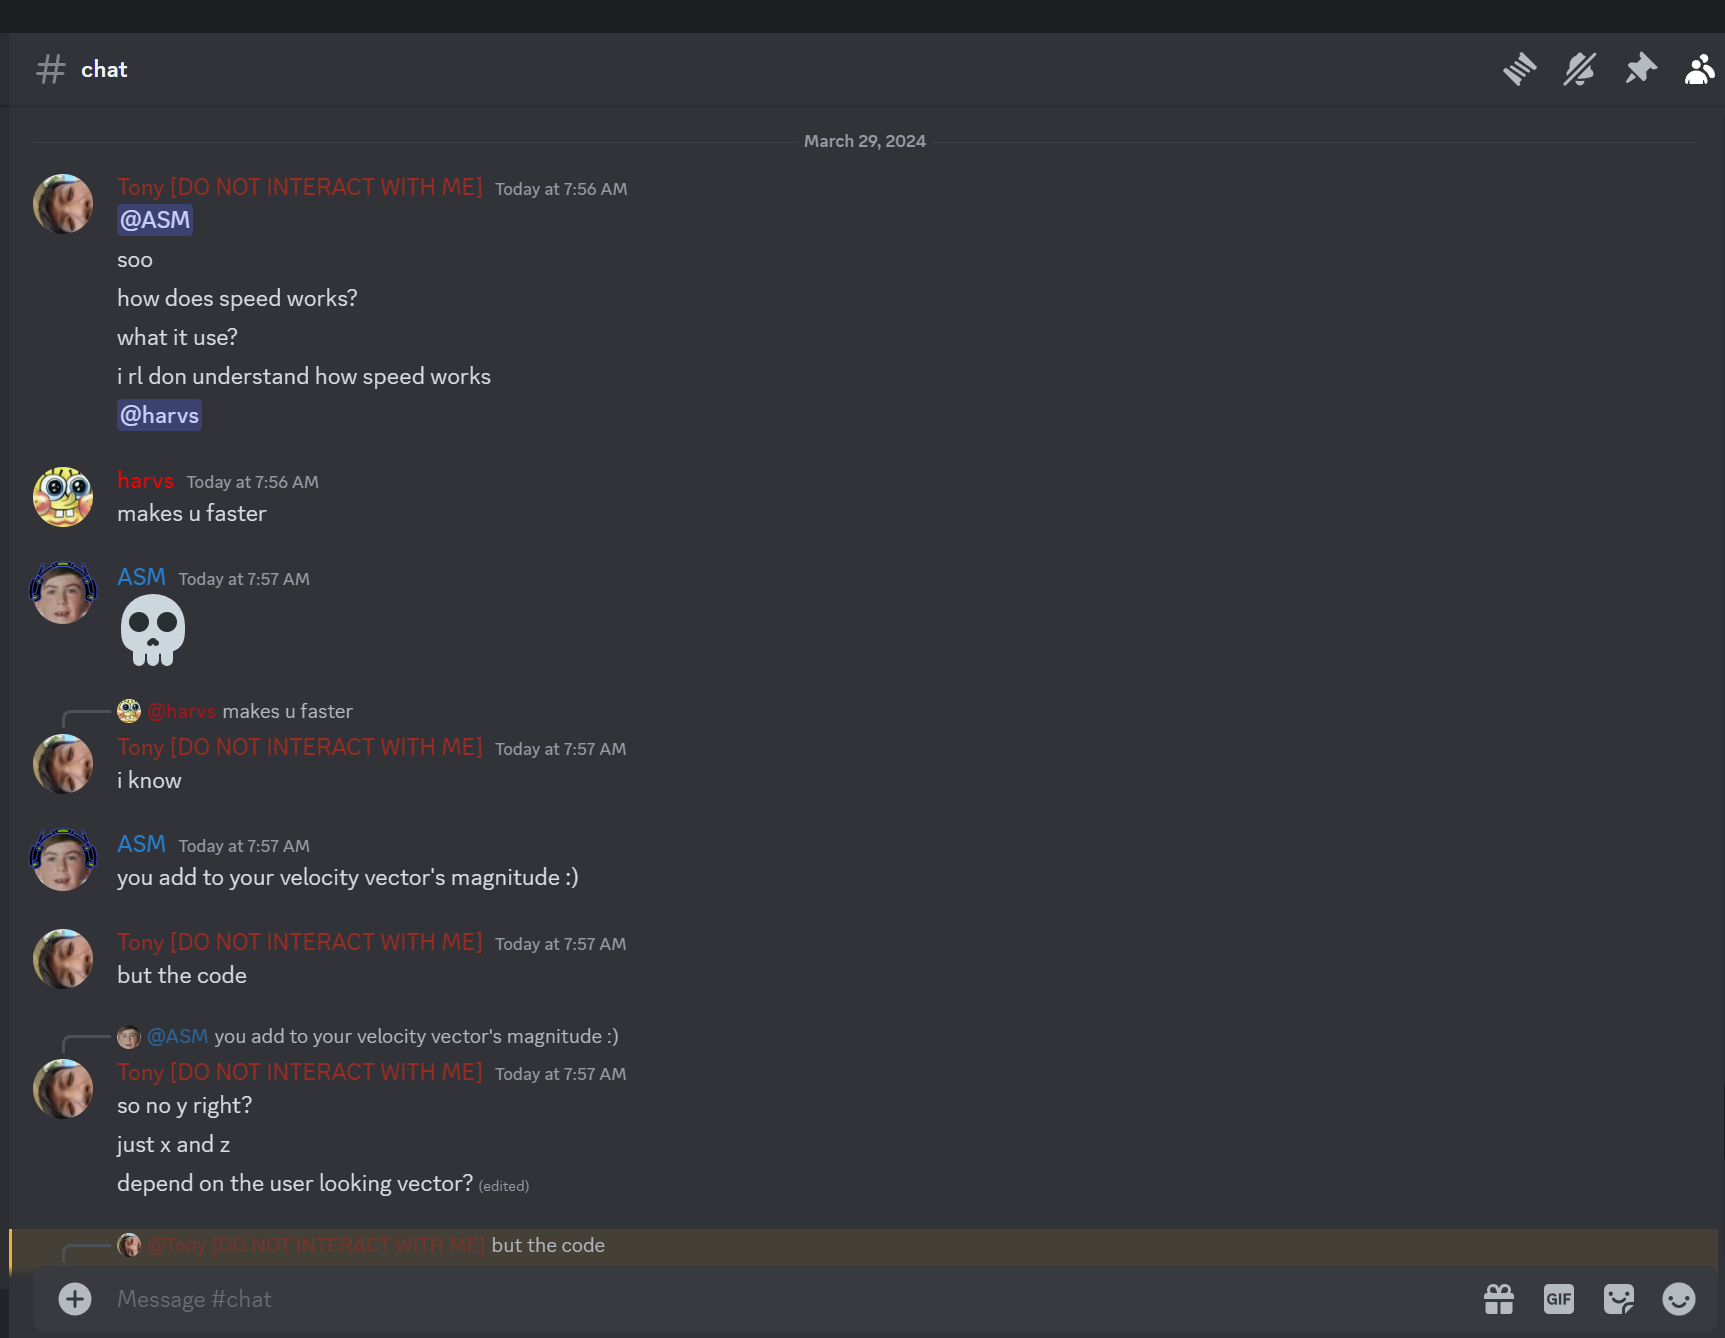 chat
March 29, 2024
Tony [DO NOT INTERACT WITH ME] Today at 7:56 AM
@ASM
soo
how does speed works?
what it use?
i rl don understand how speed works
@harvs
harvs Today at 7:56 AM
makes u faster
ASM Today at 7:57 AM
@harvs makes u faster
Tony [DO NOT INTERACT WITH ME] Today at 7:57 AM
i know
ASM Today at 7:57 AM
you add to your velocity vector's magnitude :)
Tony [DO NOT INTERACT WITH ME] Today at 7:57 AM
but the code
@ASM you add to your velocity vector's magnitude :)
Tony [DO NOT INTERACT WITH ME] Today at 7:57 AM
so no y right?
just x and z
depend on the user looking vector? (edited)
@Tony [DO NOT INTERACT WITH ME] but the code
Message #chat
GIF